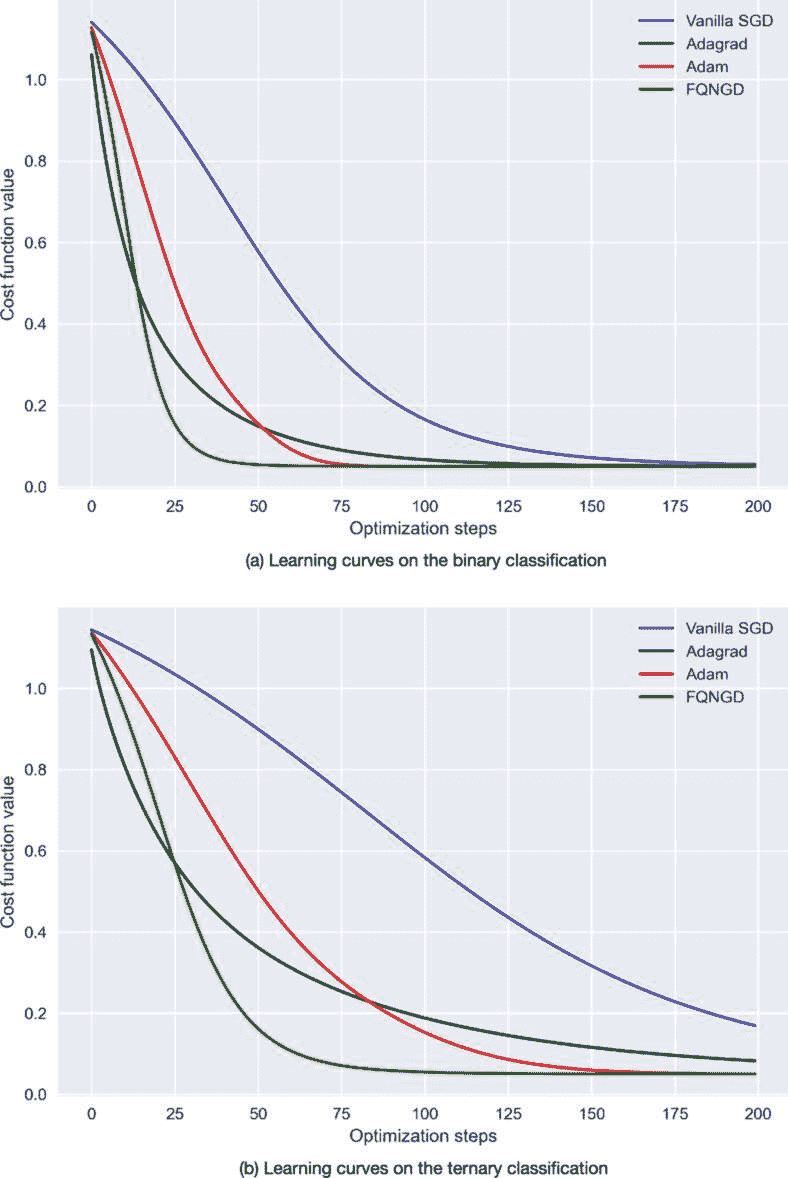 Vanilla SGD
Adagrad
Adam
FQNGD
Cost function value
1.0
0.8
0.6
0.4
0.2
0.0
0 25 50 75 100 125 150 175 200
Optimization steps
(a) Learning curves on the binary classification
Vanilla SGD
Adagrad
Adam
FQNGD
Cost function value
1.0
0.8
0.6
0.4
0.2
0.0
0 25 50 75 100 125 150 175 200
Optimization steps
(b) Learning curves on the ternary classification